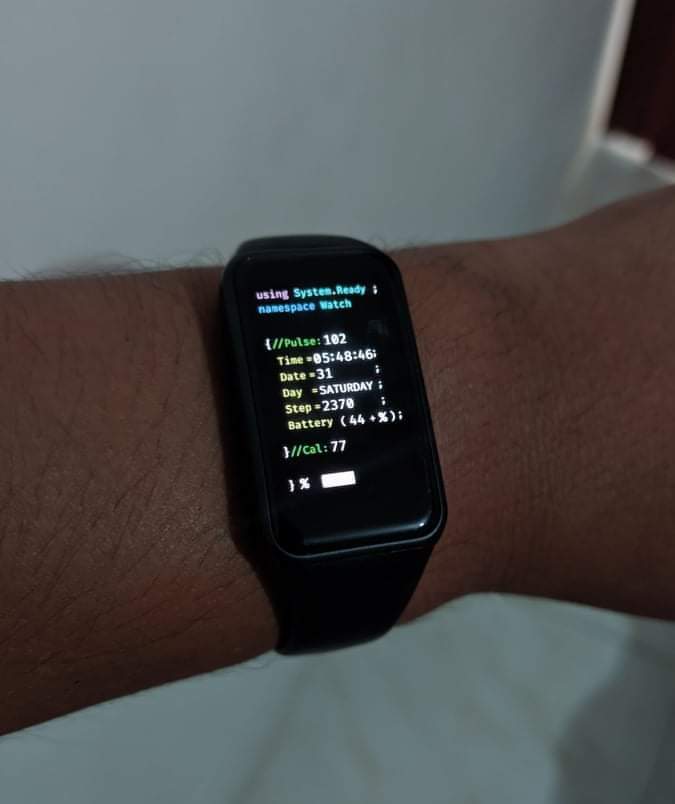 using System.Ready ;
namespace Watch
{//Pulse: 102
Time =05:48:46;
Date =31 ;
Day =SATURDAY ;
Step =2370 ;
Battery ( 44 +%);
}//Cal: 77
} %